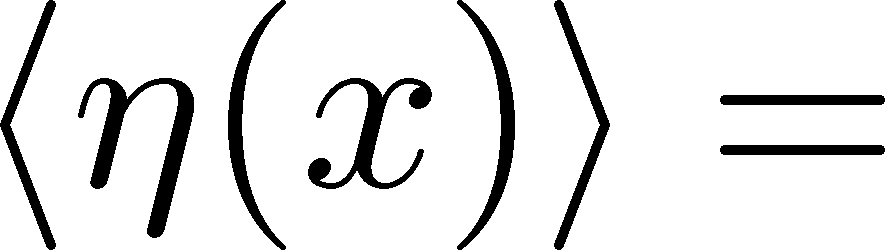 ⟨η(x)⟩ =